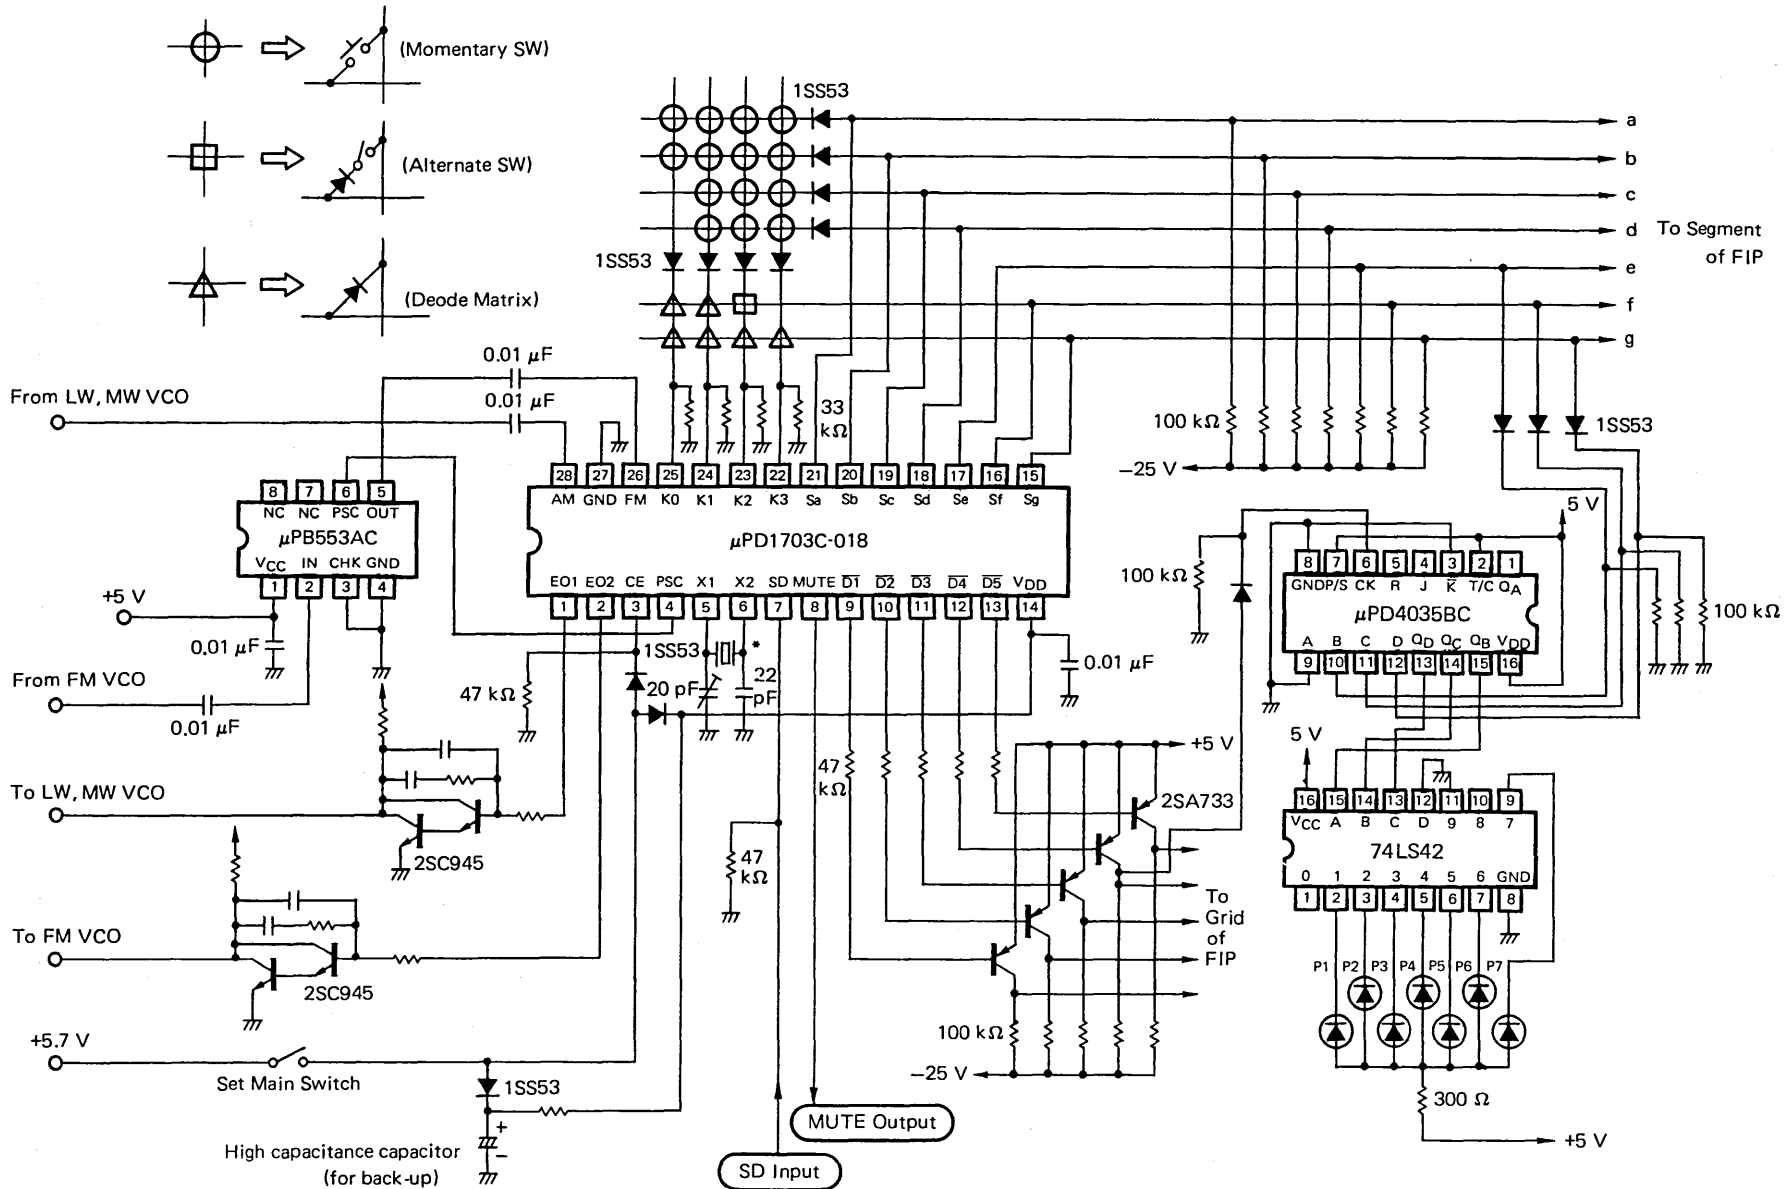 (Momentary SW)
(Alternate SW)
(Deode Matrix)
1SS53
a
b
c
d
e
f
g
To Segment
of FIP
1SS53
0.01 µF
0.01 µF
From LW, MW VCO
33
kΩ
100 kΩ
−25 V
1SS53
8 7 6 5
NC NC PSC OUT
µPB553AC
VCC IN CHK GND
1 2 3 4
+5 V
0.01 µF
From FM VCO
0.01 µF
28 27 26 25 24 23 22 21 20 19 18 17 16 15
AM GND FM K0 K1 K2 K3 Sa Sb Sc Sd Se Sf Sg
µPD1703C-018
EO1 EO2 CE PSC X1 X2 SD MUTE D1 D2 D3 D4 D5 VDD
1 2 3 4 5 6 7 8 9 10 11 12 13 14
1SS53
*
47 kΩ
20 pF
22
pF
0.01 µF
5 V
100 kΩ
8 7 6 5 4 3 2 1
GND P/S CK R J K T/C QA
µPD4035BC
A B C D QD QC QB VDD
9 10 11 12 13 14 15 16
100 kΩ
To LW, MW VCO
2SC945
To FM VCO
2SC945
47
kΩ
47
kΩ
+5 V
2SA733
To
Grid
of
FIP
100 kΩ
−25 V
5 V
16 15 14 13 12 11 10 9
VCC A B C D 9 8 7
74LS42
0 1 2 3 4 5 6 GND
1 2 3 4 5 6 7 8
P1 P2 P3 P4 P5 P6 P7
300 Ω
+5 V
+5.7 V
Set Main Switch
1SS53
+
−
High capacitance capacitor
(for back-up)
MUTE Output
SD Input